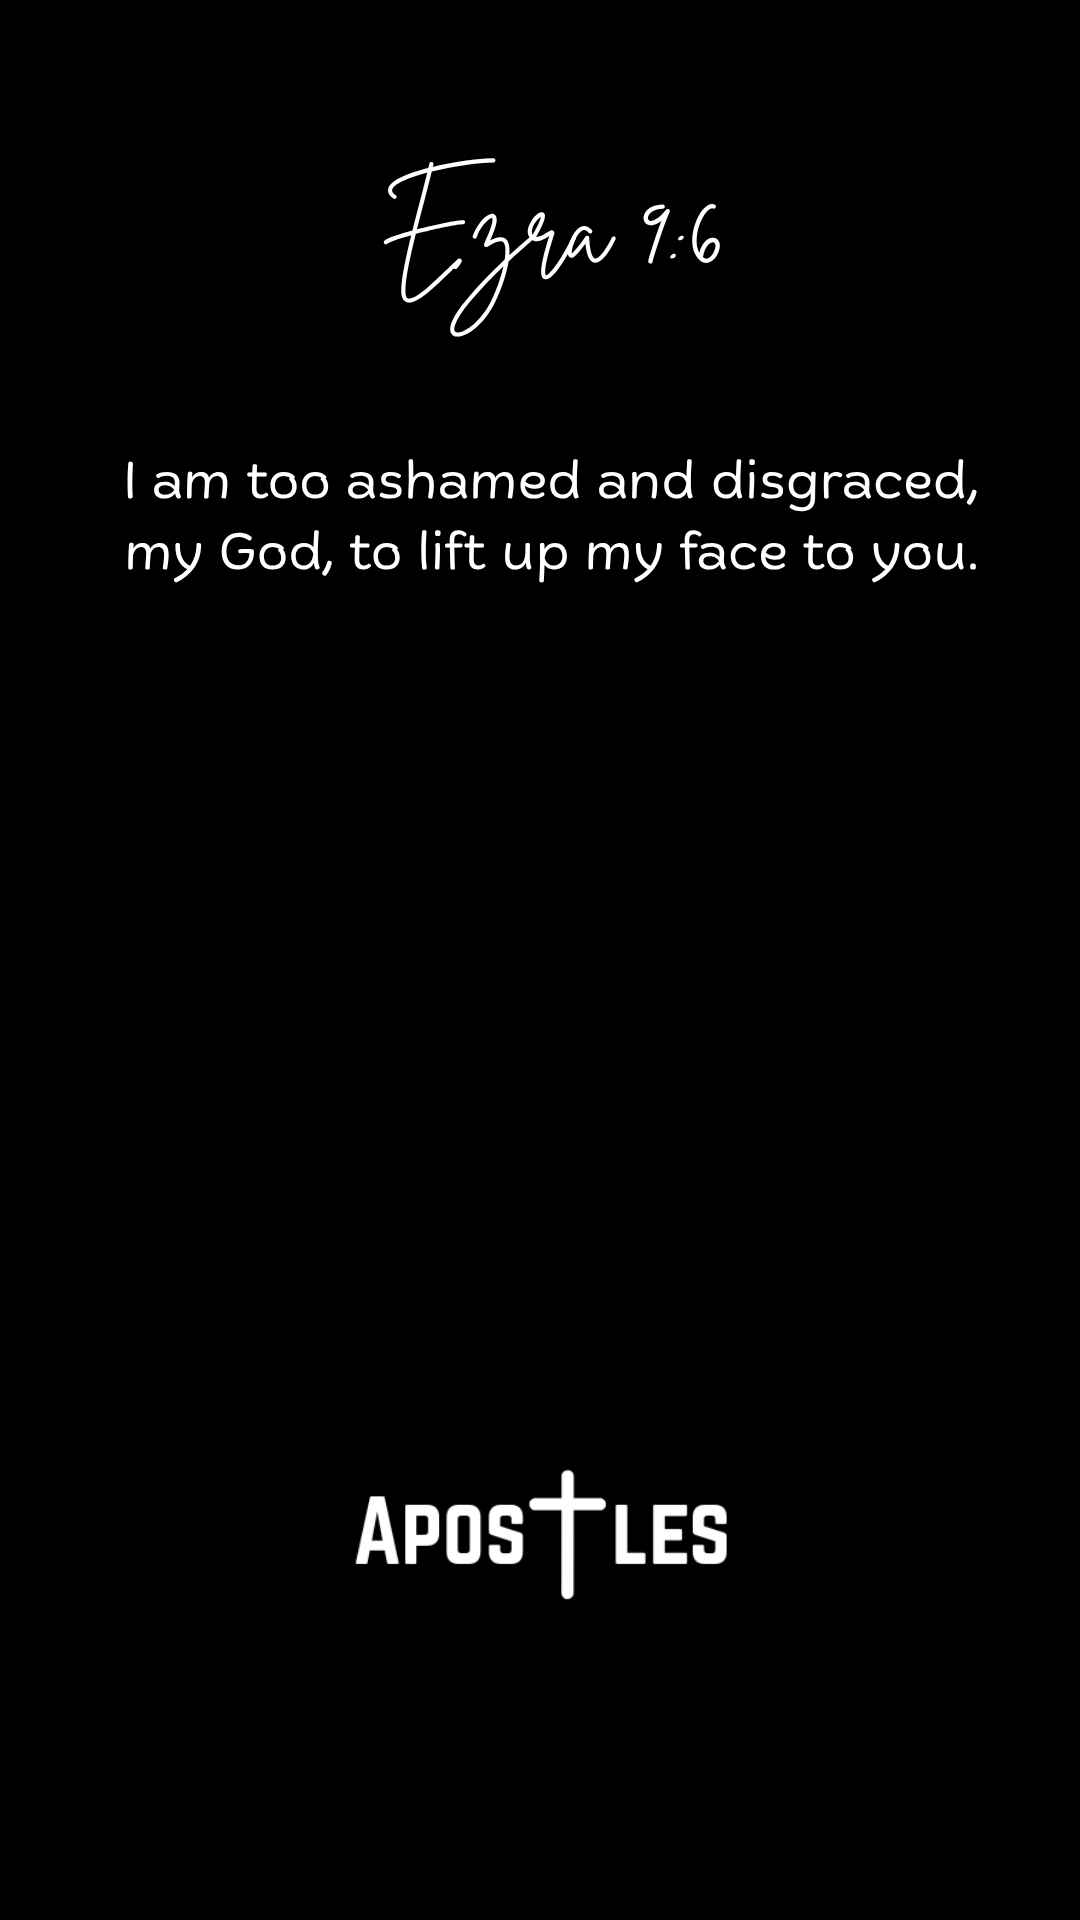 Ezra 9:6
I am too ashamed and disgraced,
my God, to lift up my face to you.
APOSTLES